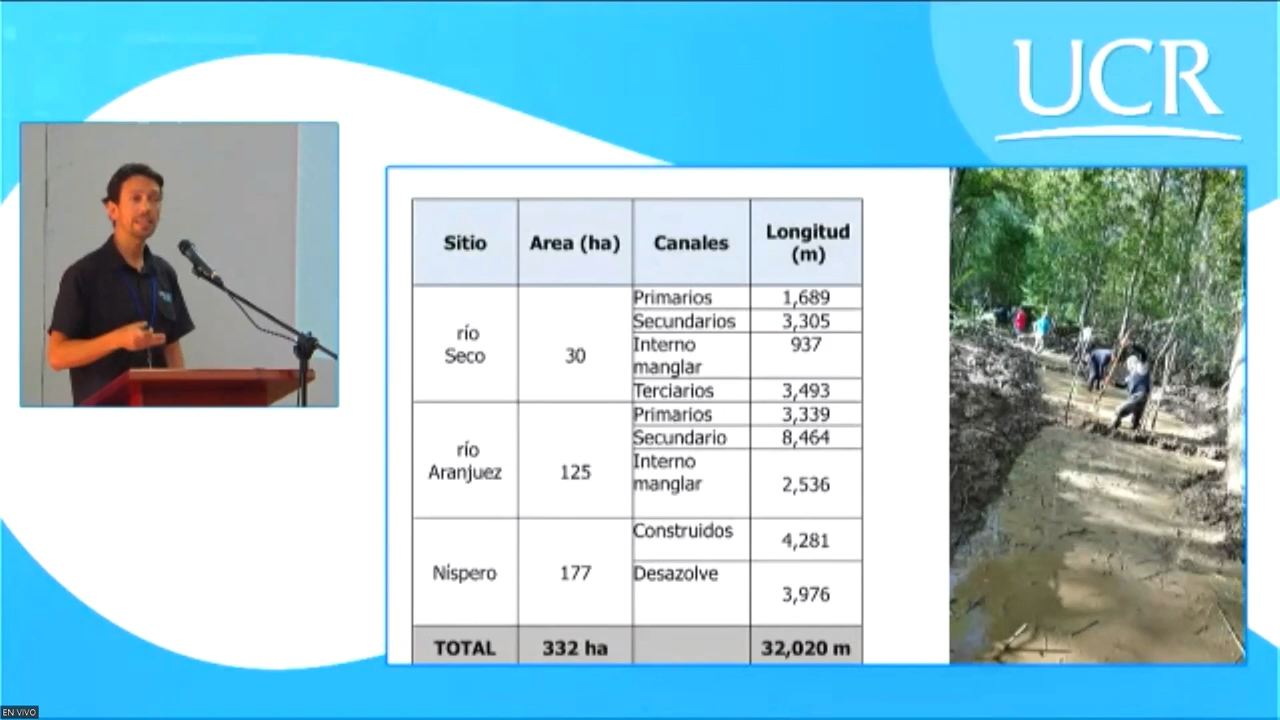 UCR
Sitio Area (ha) Canales Longitud
(m)
río
Seco
30
Primarios 1,689
Secundarios 3,305
Interno
manglar
937
Terciarios 3,493
río
Aranjuez
125
Primarios 3,339
Secundario 8,464
Interno
manglar
2,536
Nispero
177
Construidos
4,281
Desazolve
3,976
TOTAL 332 ha 32,020 m
EN VIVO